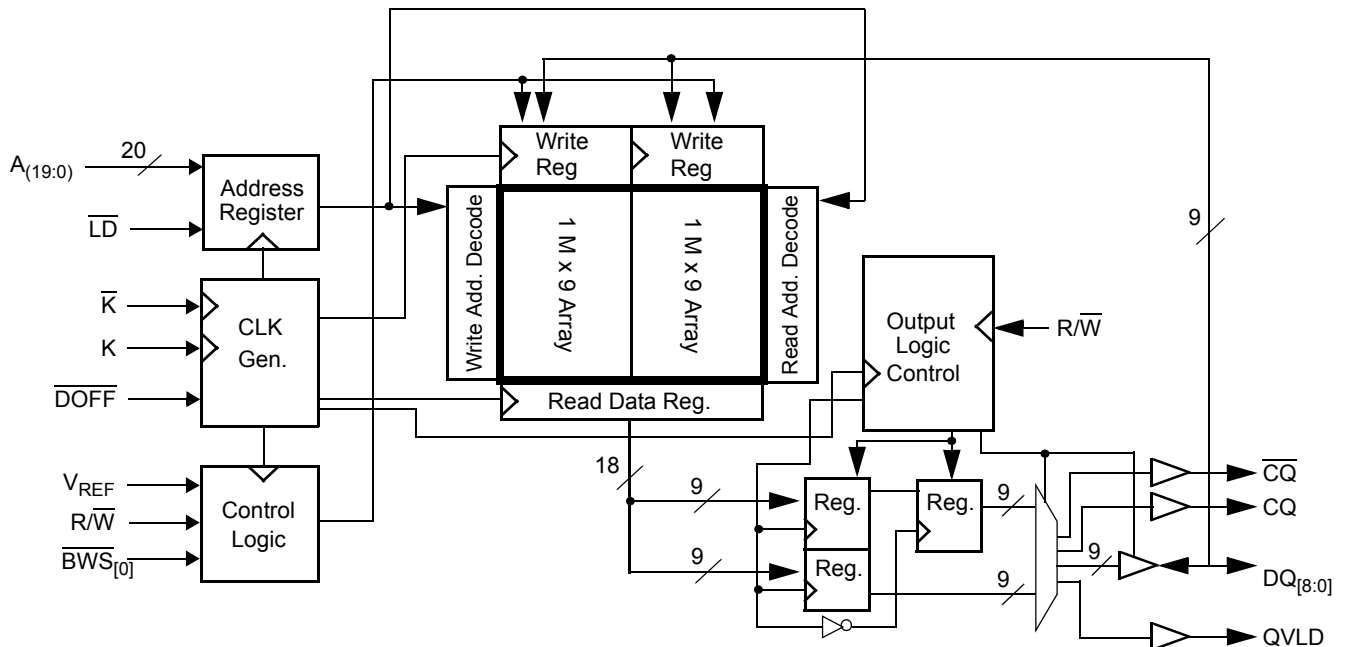 A(19:0)
20
Address
Register
LD
K
K
CLK
Gen.
DOFF
VREF
R/W
BWS[0]
Control
Logic
Write
Reg
Write
Reg
Write Add. Decode
1 M x 9 Array
1 M x 9 Array
Read Add. Decode
Read Data Reg.
9
Output
Logic
Control
R/W
18
9
9
Reg.
Reg.
Reg.
9
9
9
CQ
CQ
DQ[8:0]
QVLD